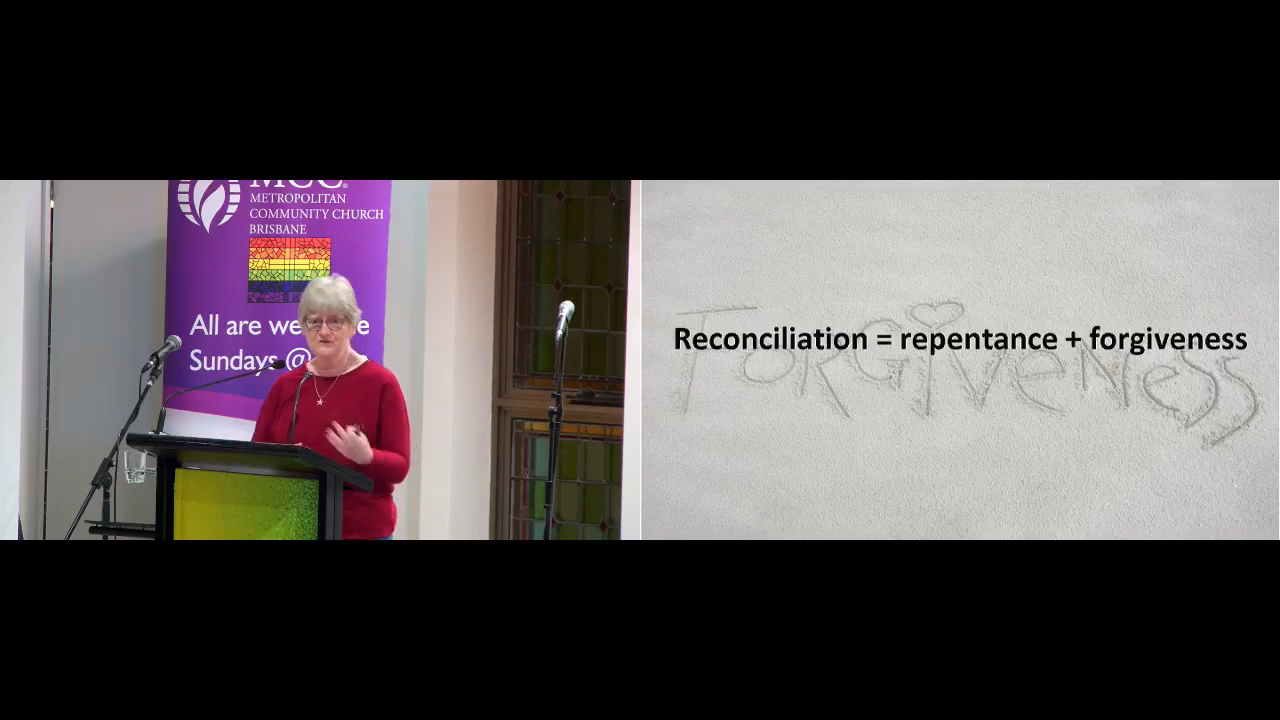 MCC
METROPOLITAN
COMMUNITY CHURCH
BRISBANE
All are we
e
Sundays @
Reconciliation = repentance + forgiveness
FORGiVeNesS